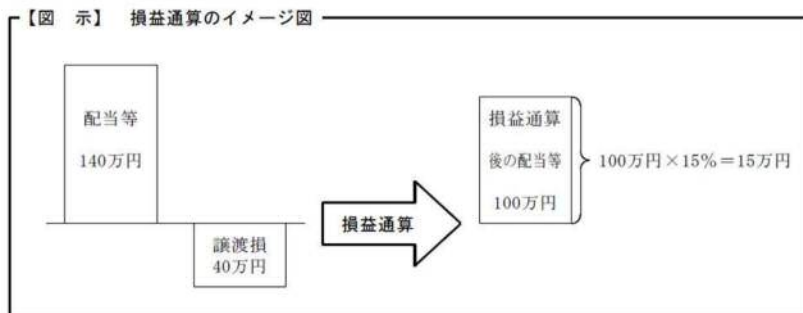 【図　示】　損益通算のイメージ図
配当等
140万円
譲渡損
40万円
損益通算
損益通算
後の配当等
100万円
100万円×15％＝15万円